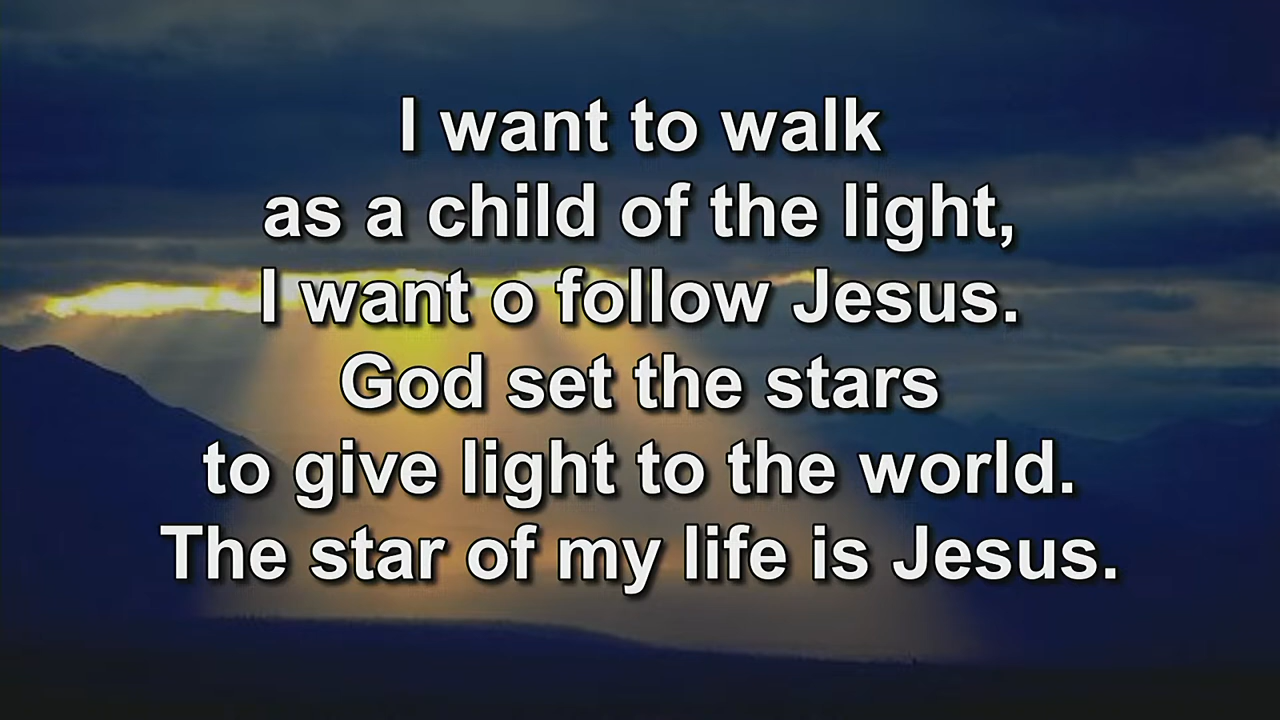 I want to walk
as a child of the light,
I want o follow Jesus.
God set the stars
to give light to the world.
The star of my life is Jesus.